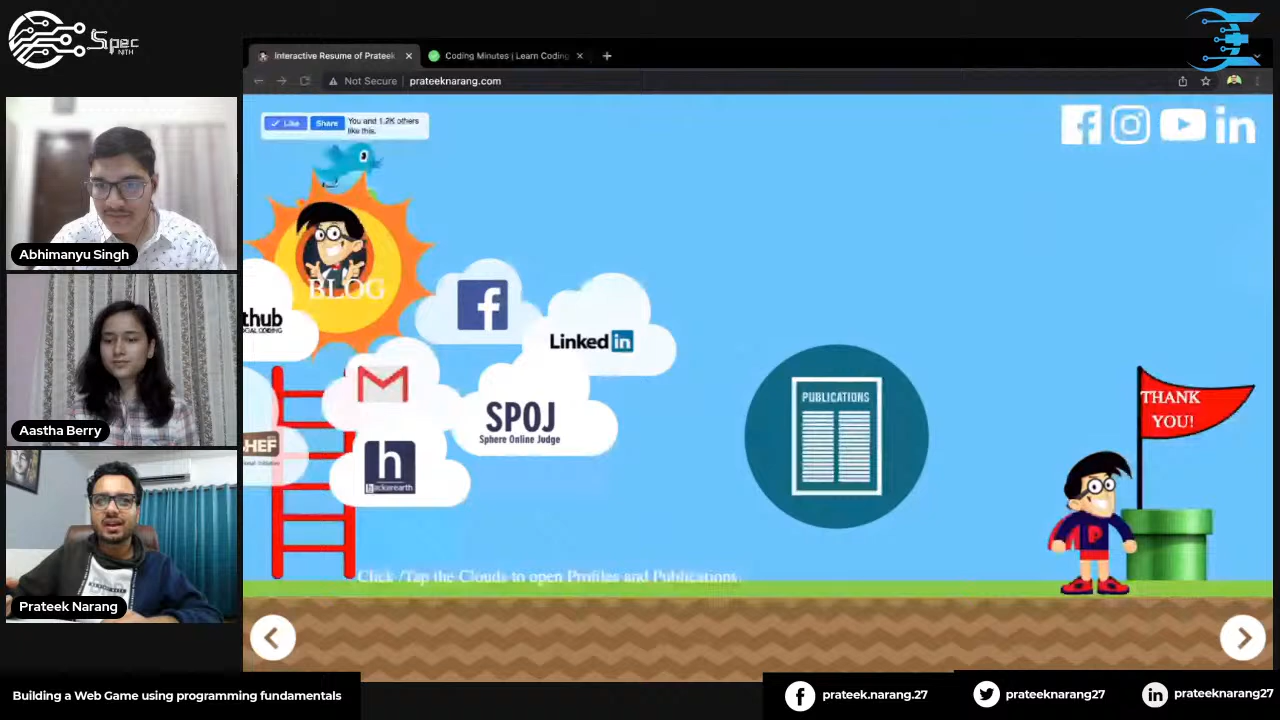 Spec
NITH
Interactive Resume of Prateek
Coding Minutes | Learn Coding
Not Secure
prateeknarang.com
Like
Share
You and 1.2K others
like this.
BLOG
thub
Linked in
SPOJ
Sphere Online Judge
HEF
h
hackerearth
PUBLICATIONS
THANK
YOU!
P
Click /Tap the Clouds to open Profiles and Publications.
Abhimanyu Singh
Aastha Berry
Prateek Narang
Building a Web Game using programming fundamentals
prateek.narang.27
prateeknarang27
in prateeknarang27